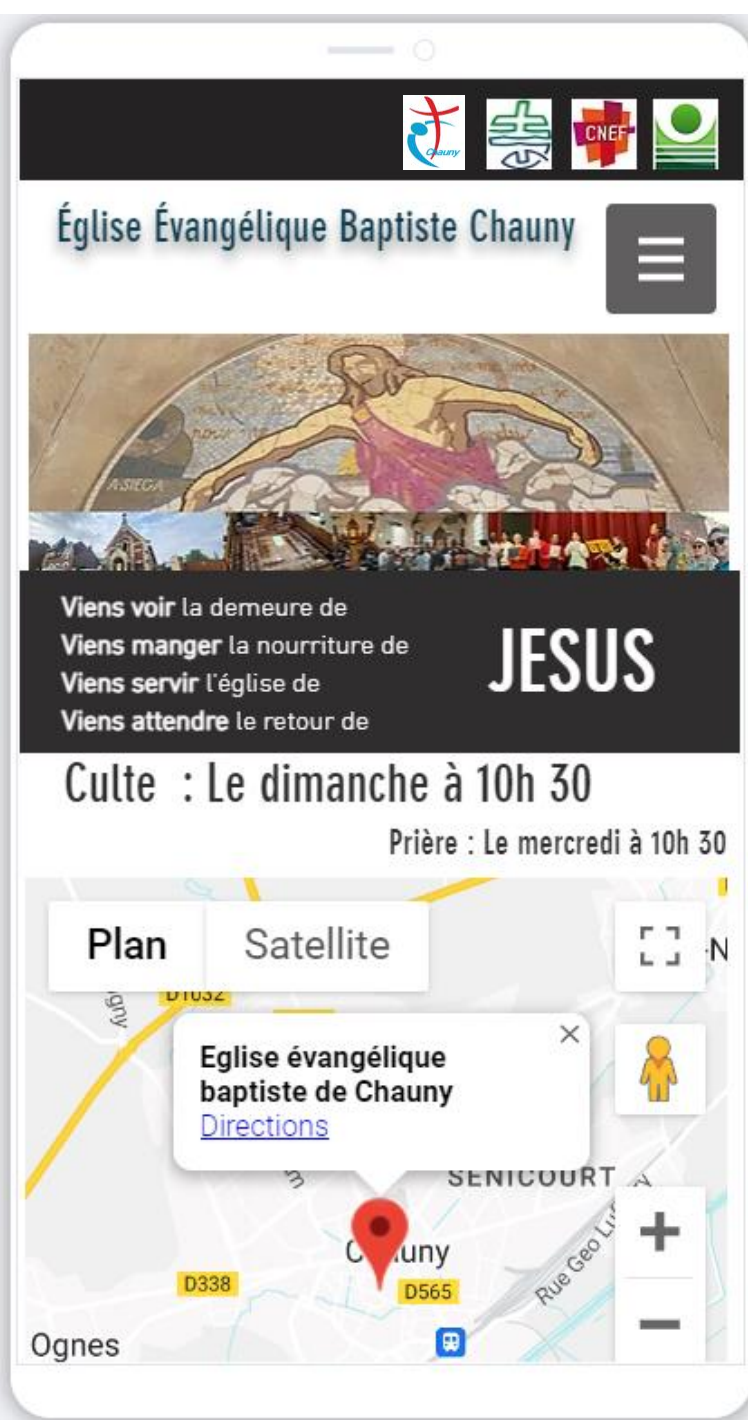 Chauny
CNEF
Église Évangélique Baptiste Chauny
A·SIEGA
Viens voir la demeure de
Viens manger la nourriture de
Viens servir l'église de
Viens attendre le retour de
JESUS
Culte : Le dimanche à 10h 30
Prière : Le mercredi à 10h 30
Plan
Satellite
-N
D1032
Eglise évangélique
baptiste de Chauny
Directions
SENICOURT
Chauny
Rue Geo Lufbery
D338
D565
Ognes